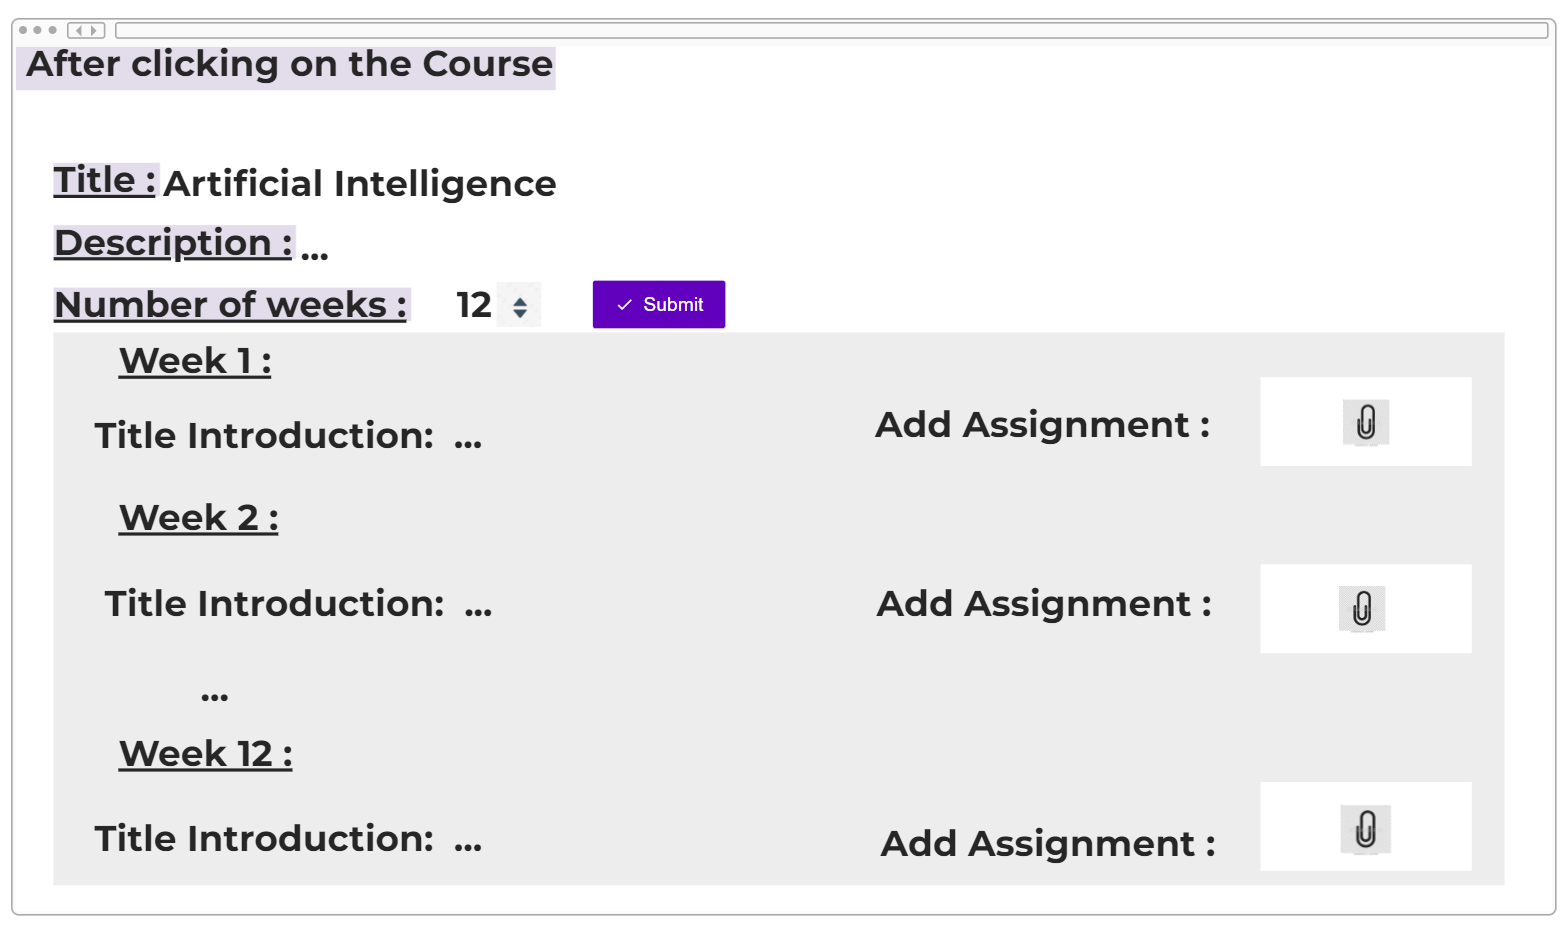 After clicking on the Course
Title : Artificial Intelligence
Description : ...
Number of weeks : 12 Submit
Week 1 :
Title Introduction: ... Add Assignment :
Week 2 :
Title Introduction: ... Add Assignment :
...
Week 12 :
Title Introduction: ... Add Assignment :